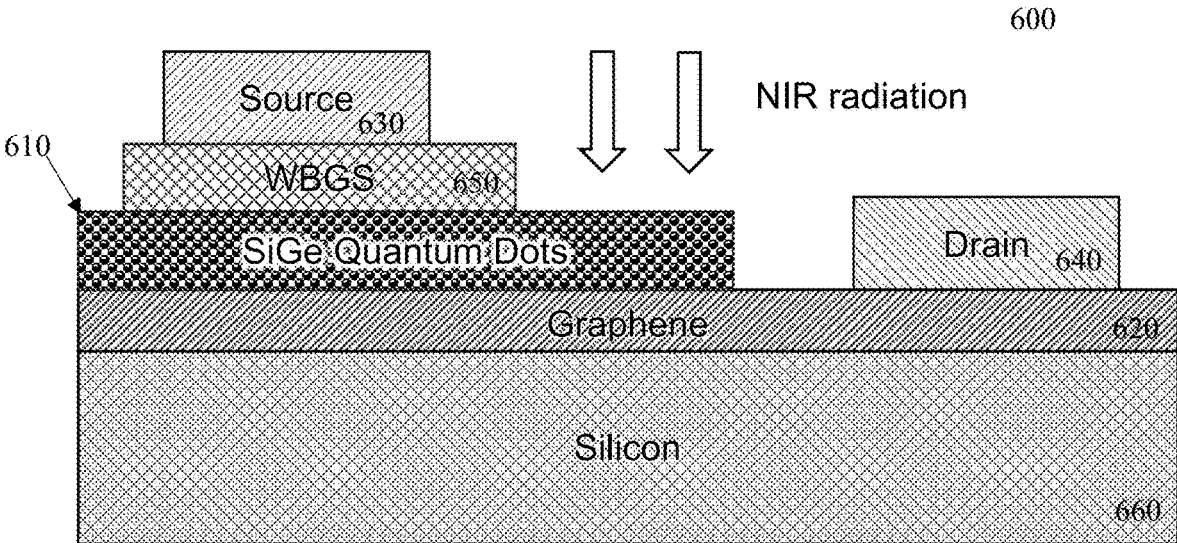 600
Source
630
NIR radiation
610
WBGS
650
SiGe Quantum Dots
Drain
640
Graphene
620
Silicon
660